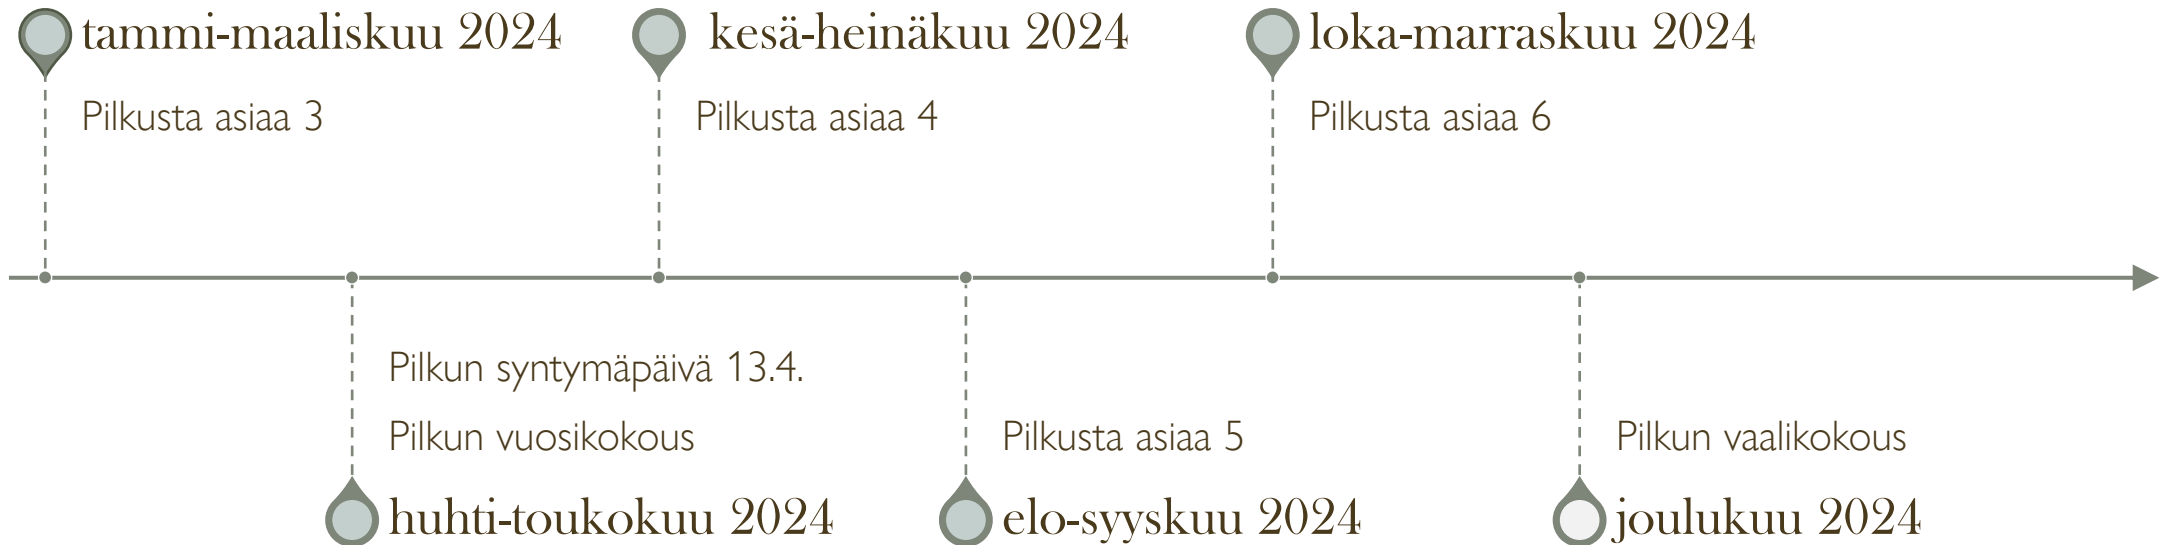 tammi-maaliskuu 2024
Pilkusta asiaa 3
kesä-heinäkuu 2024
Pilkusta asiaa 4
loka-marraskuu 2024
Pilkusta asiaa 6
Pilkun syntymäpäivä 13.4.
Pilkun vuosikokous
huhti-toukokuu 2024
Pilkusta asiaa 5
elo-syyskuu 2024
Pilkun vaalikokous
joulukuu 2024